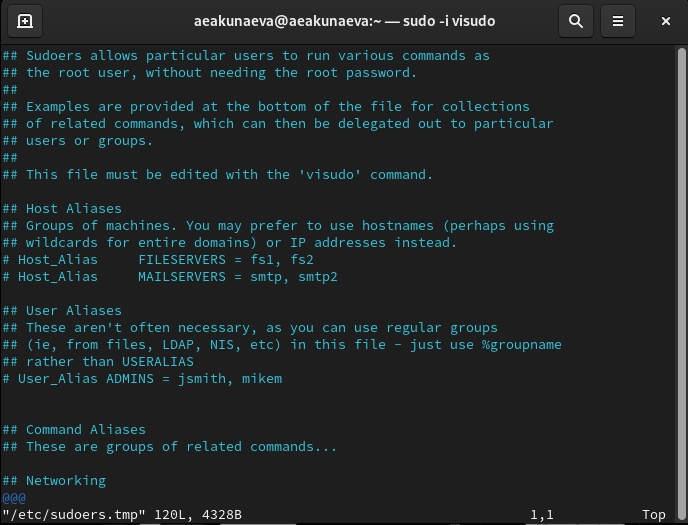 aeakunaeva@aeakunaeva:~ — sudo -i visudo
## Sudoers allows particular users to run various commands as
## the root user, without needing the root password.
##
## Examples are provided at the bottom of the file for collections
## of related commands, which can then be delegated out to particular
## users or groups.
##
## This file must be edited with the 'visudo' command.

## Host Aliases
## Groups of machines. You may prefer to use hostnames (perhaps using
## wildcards for entire domains) or IP addresses instead.
# Host_Alias     FILESERVERS = fs1, fs2
# Host_Alias     MAILSERVERS = smtp, smtp2

## User Aliases
## These aren't often necessary, as you can use regular groups
## (ie, from files, LDAP, NIS, etc) in this file - just use %groupname
## rather than USERALIAS
# User_Alias ADMINS = jsmith, mikem


## Command Aliases
## These are groups of related commands...

## Networking
@@@
"/etc/sudoers.tmp" 120L, 4328B                                    1,1           Top